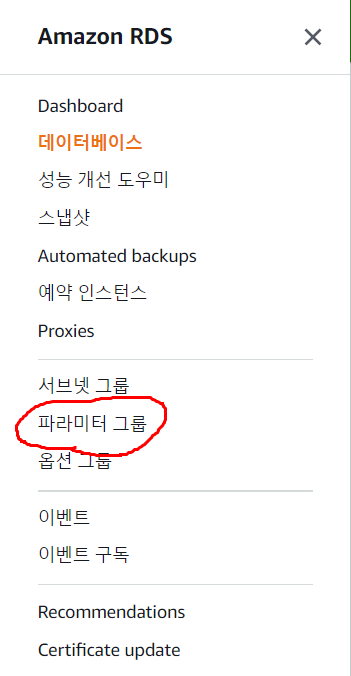 Amazon RDS
Dashboard
데이터베이스
성능 개선 도우미
스냅샷
Automated backups
예약 인스턴스
Proxies
서브넷 그룹
파라미터 그룹
옵션 그룹
이벤트
이벤트 구독
Recommendations
Certificate update